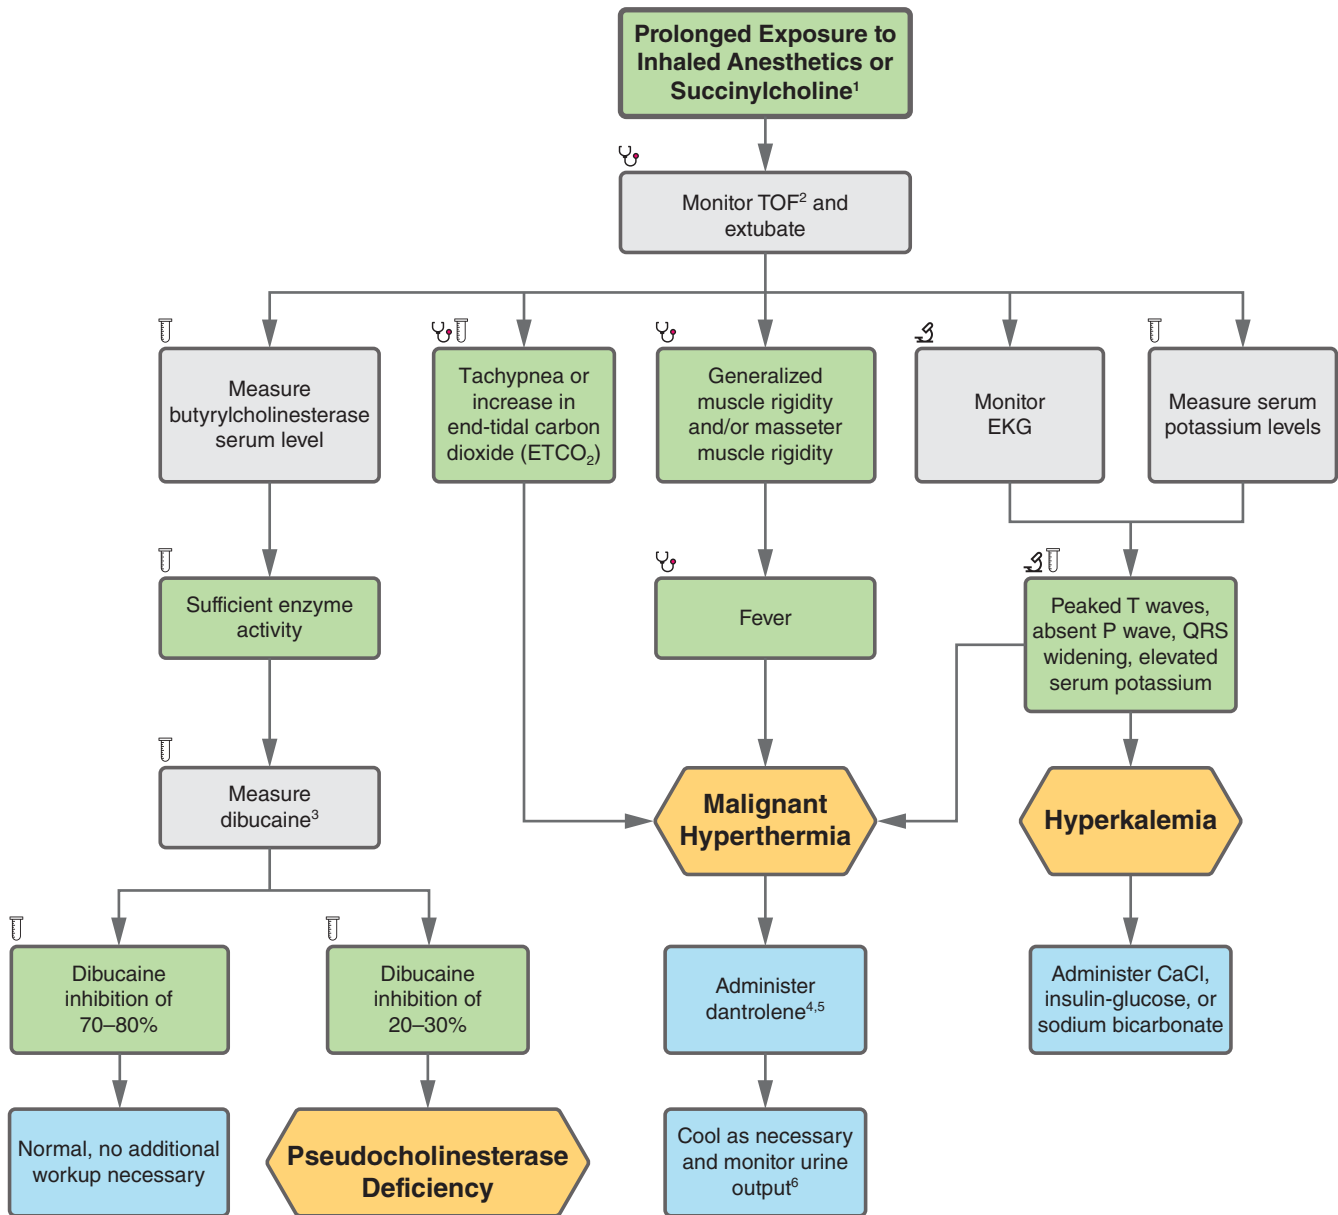 Prolonged Exposure to
Inhaled Anesthetics or
Succinylcholine¹
Monitor TOF² and
extubate
Measure
butyrylcholinesterase
serum level
Tachypnea or
increase in
end-tidal carbon
dioxide (ETCO₂)
Generalized
muscle rigidity
and/or masseter
muscle rigidity
Monitor
EKG
Measure serum
potassium levels
Sufficient enzyme
activity
Fever
Peaked T waves,
absent P wave, QRS
widening, elevated
serum potassium
Measure
dibucaine³
Malignant
Hyperthermia
Hyperkalemia
Dibucaine
inhibition of
70–80%
Dibucaine
inhibition of
20–30%
Administer
dantrolene⁴,⁵
Administer CaCl,
insulin-glucose, or
sodium bicarbonate
Normal, no additional
workup necessary
Pseudocholinesterase
Deficiency
Cool as necessary
and monitor urine
output⁶